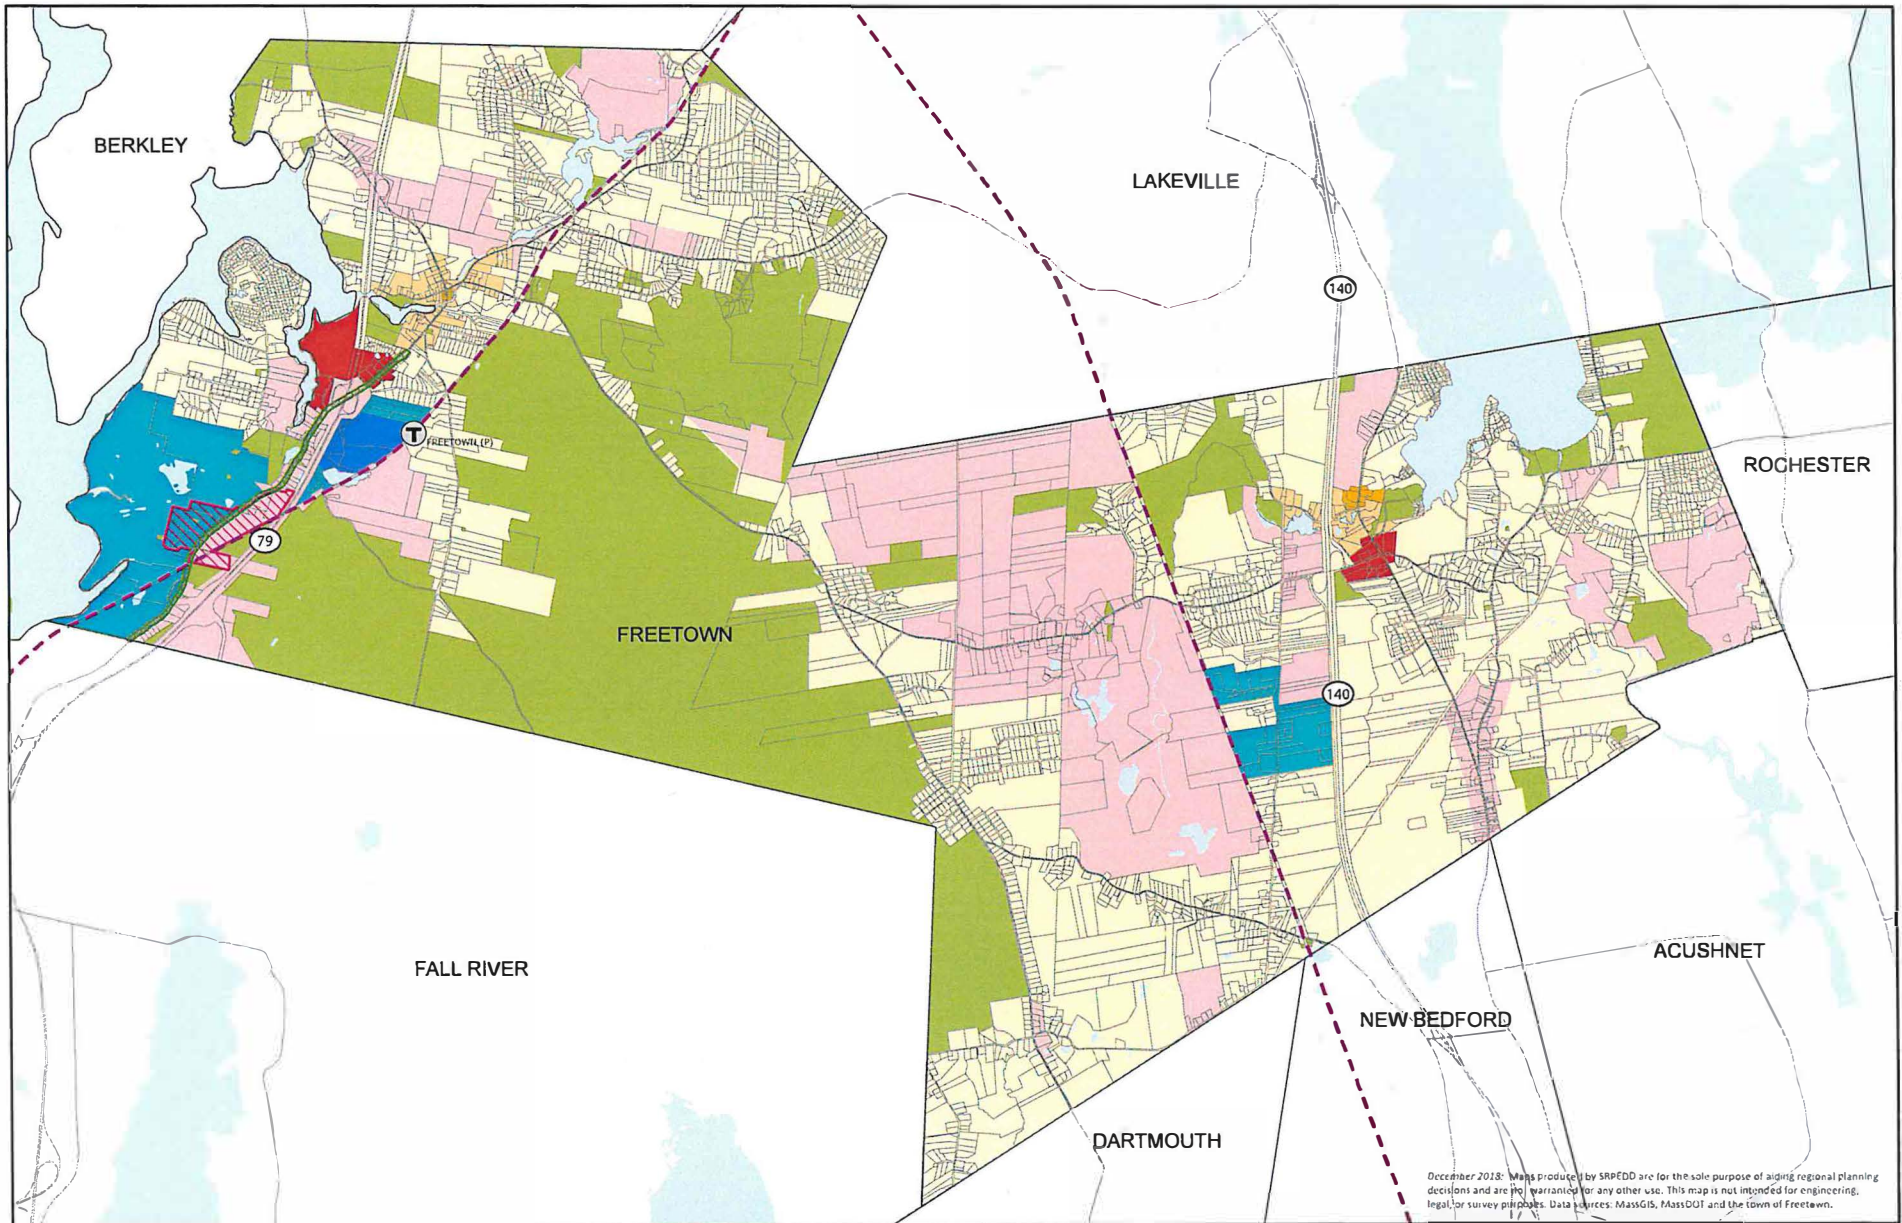 BERKLEY
LAKEVILLE
140
T FREETOWN (P)
ROCHESTER
79
FREETOWN
140
FALL RIVER
ACUSHNET
NEW BEDFORD
DARTMOUTH
December 2018: Maps produced by SRPEDD are for the sole purpose of aiding regional planning
decisions and are not warranted for any other use. This map is not intended for engineering,
legal, or survey purposes. Data sources: MassGIS, MassDOT and the town of Freetown.